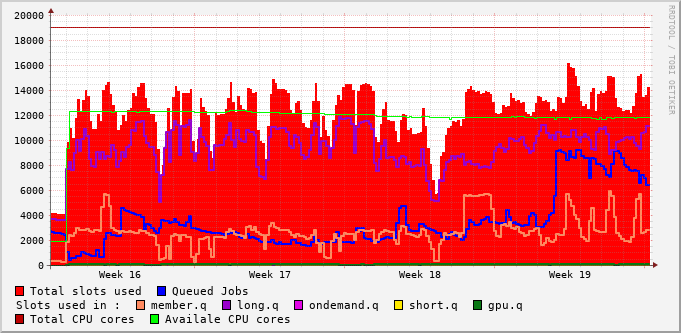 20000
18000
16000
14000
12000
10000
8000
6000
4000
2000
0
Week 16 Week 17 Week 18 Week 19
RRDTOOL / TOBI OETIKER
Total slots used Queued Jobs
Slots used in : member.q long.q ondemand.q short.q gpu.q
Total CPU cores Availale CPU cores